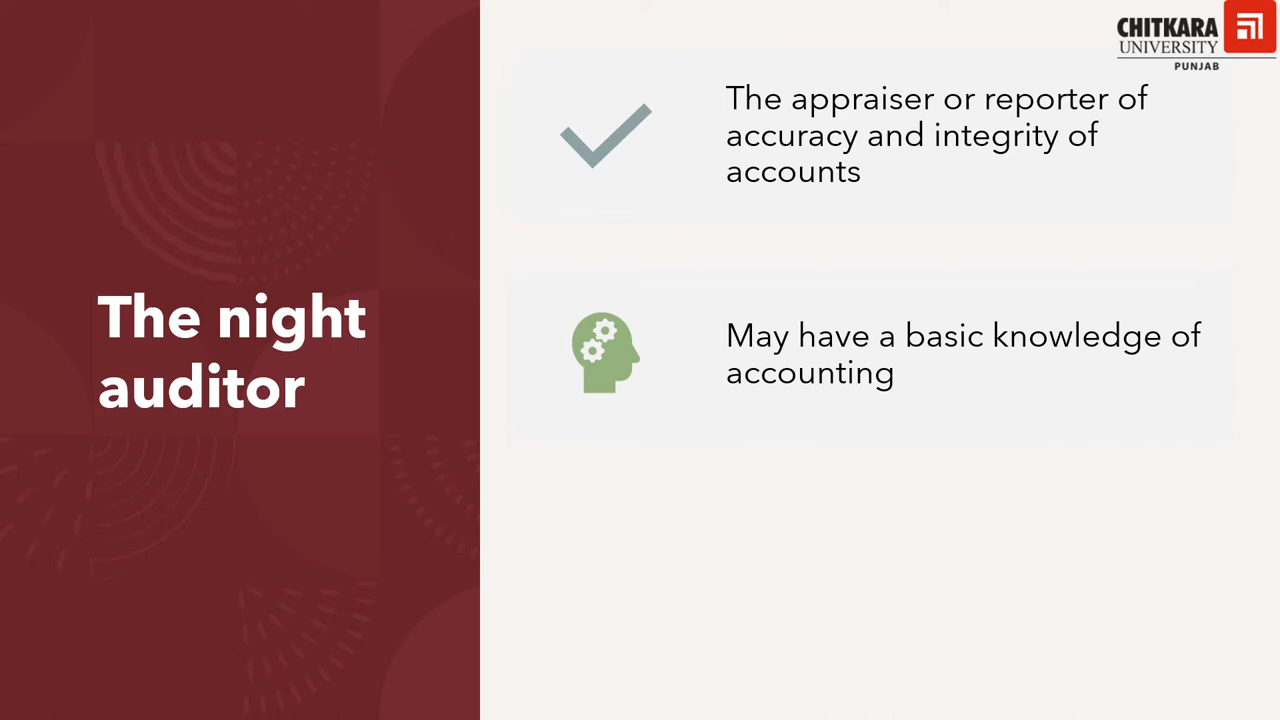 CHITKARA
UNIVERSITY
PUNJAB
The night
auditor
The appraiser or reporter of
accuracy and integrity of
accounts
May have a basic knowledge of
accounting